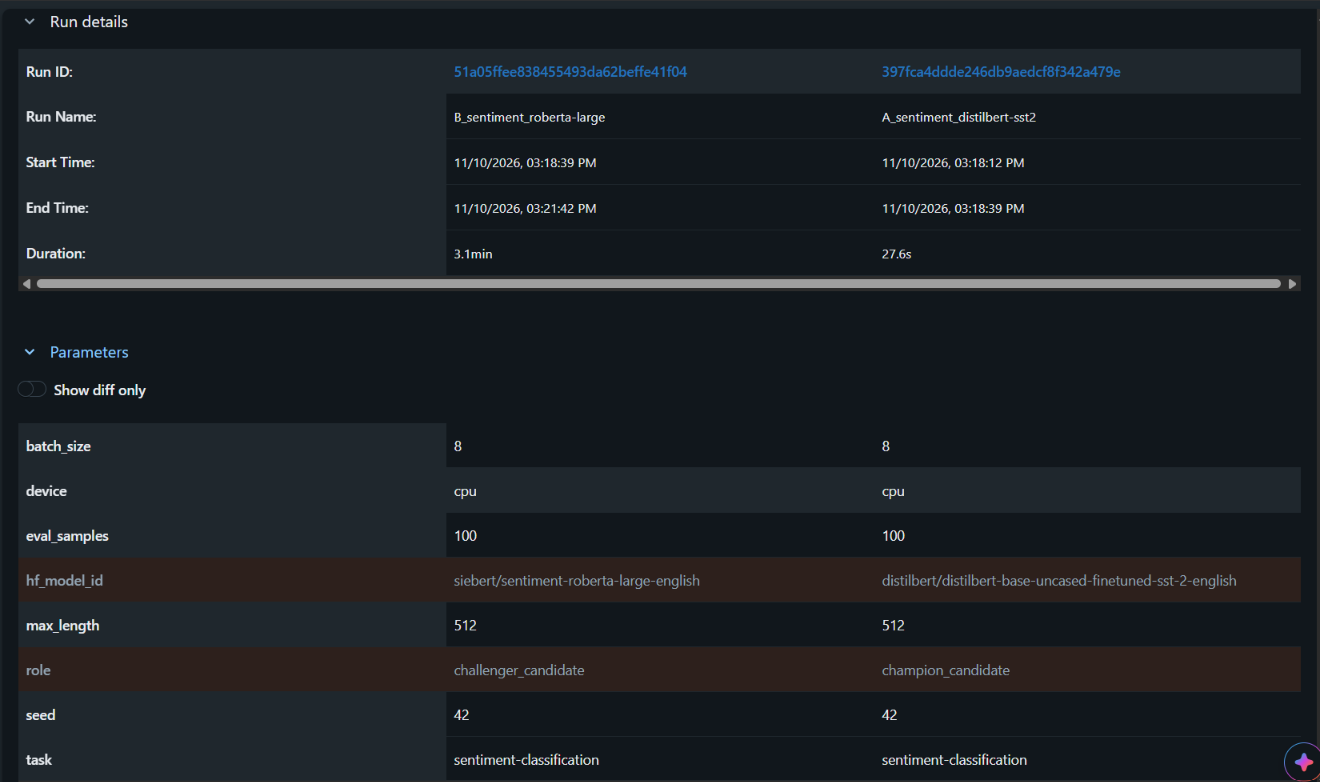 Run details
Run ID: 51a05ffee838455493da62beffe41f04 397fca4ddde246db9aedcf8f342a479e
Run Name: B_sentiment_roberta-large A_sentiment_distilbert-sst2
Start Time: 11/10/2026, 03:18:39 PM 11/10/2026, 03:18:12 PM
End Time: 11/10/2026, 03:21:42 PM 11/10/2026, 03:18:39 PM
Duration: 3.1min 27.6s
Parameters
Show diff only
batch_size 8 8
device cpu cpu
eval_samples 100 100
hf_model_id siebert/sentiment-roberta-large-english distilbert/distilbert-base-uncased-finetuned-sst-2-english
max_length 512 512
role challenger_candidate champion_candidate
seed 42 42
task sentiment-classification sentiment-classification